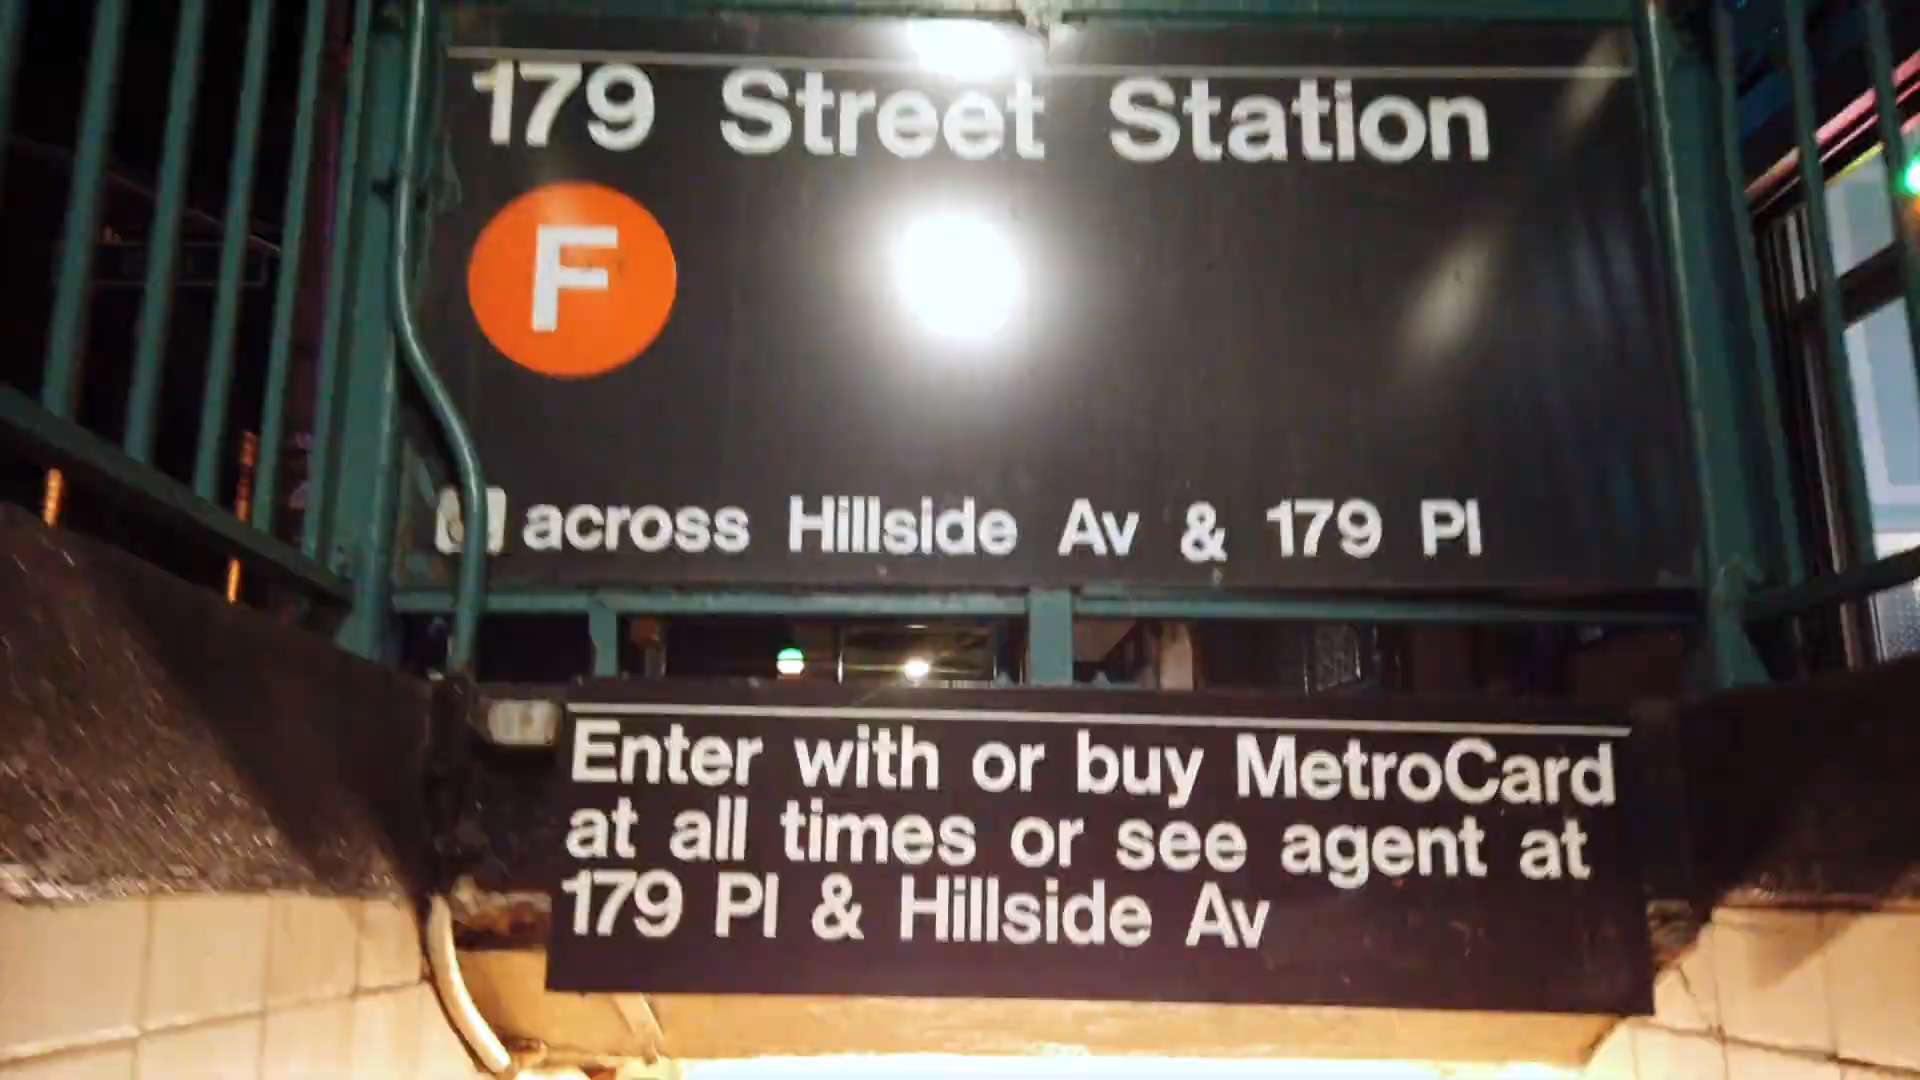 179 Street Station
F
across Hillside Av & 179 Pl
Enter with or buy MetroCard
at all times or see agent at
179 Pl & Hillside Av